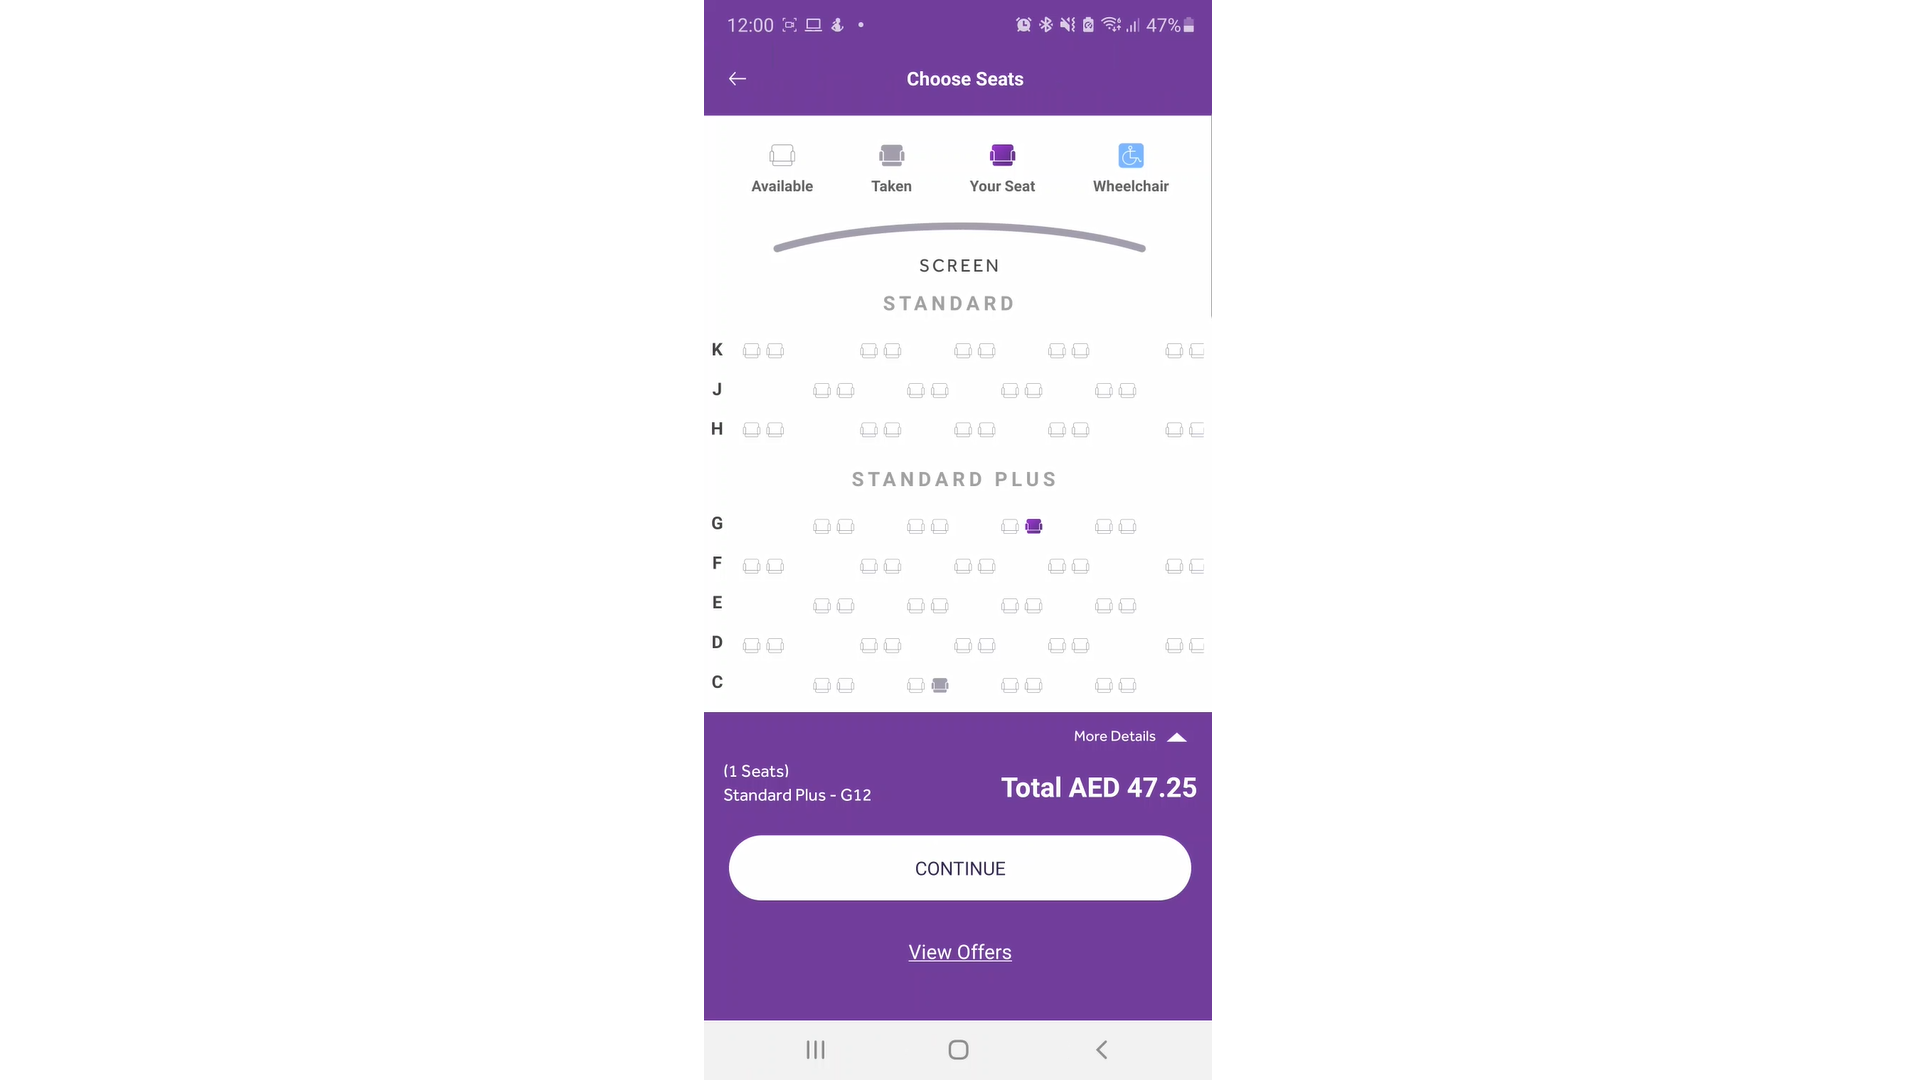 12:00 47%
Choose Seats
Available Taken Your Seat Wheelchair
SCREEN
STANDARD
K
J
H
STANDARD PLUS
G
F
E
D
C
More Details
(1 Seats)
Standard Plus - G12
Total AED 47.25
CONTINUE
View Offers